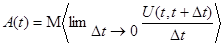 A(t) = M⟨lim Δt → 0 U(t, t + Δt) / Δt⟩